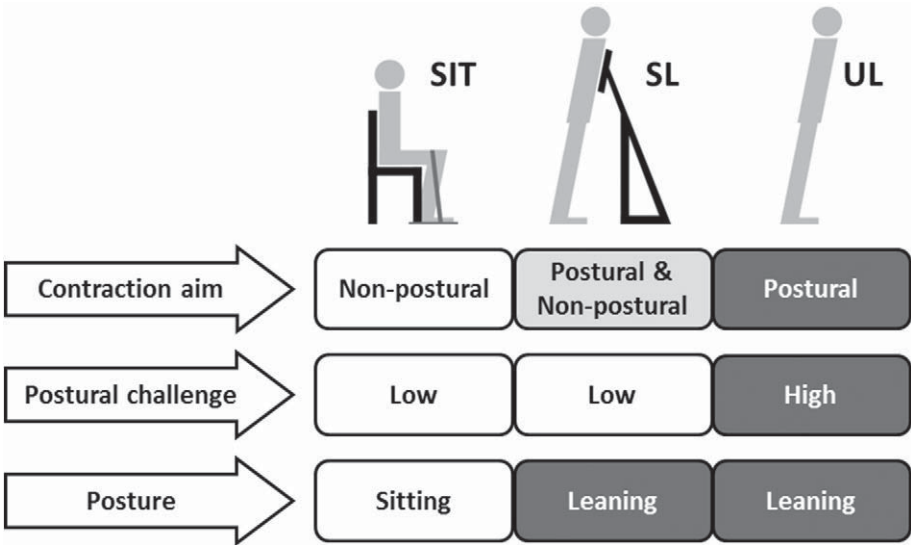 SIT
SL
UL
Contraction aim
Non-postural
Postural &
Non-postural
Postural
Postural challenge
Low
Low
High
Posture
Sitting
Leaning
Leaning